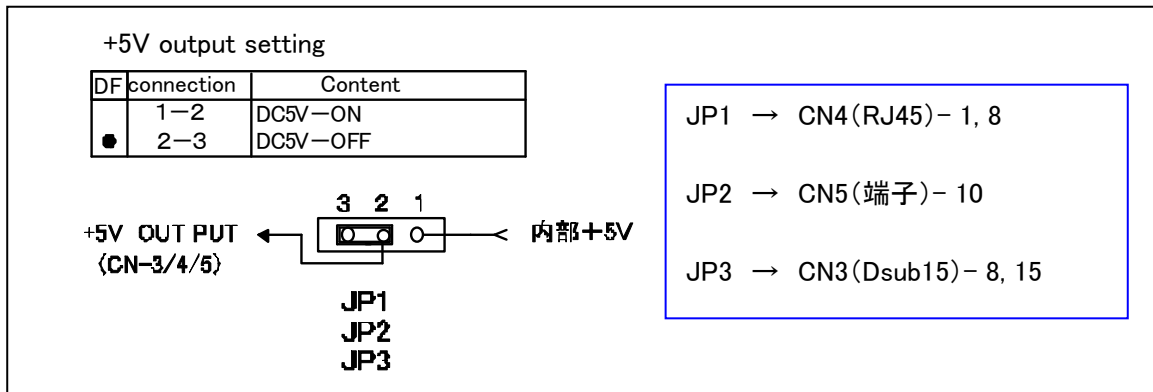 +5V output setting
DF connection Content
1-2 DC5V-ON
● 2-3 DC5V-OFF
3 2 1
+5V OUT PUT
内部+5V
(CN-3/4/5)
JP1
JP2
JP3
JP1 → CN4(RJ45)- 1, 8
JP2 → CN5(端子)- 10
JP3 → CN3(Dsub15)- 8, 15